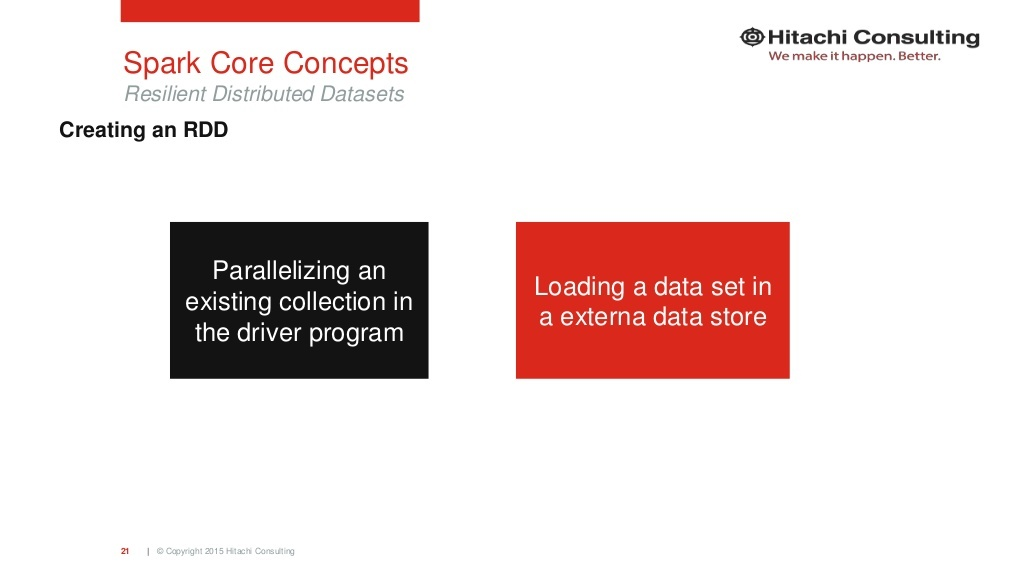 Hitachi Consulting
We make it happen. Better.
Spark Core Concepts
Resilient Distributed Datasets
Creating an RDD
Parallelizing an
existing collection in
the driver program
Loading a data set in
a externa data store
21 | © Copyright 2015 Hitachi Consulting